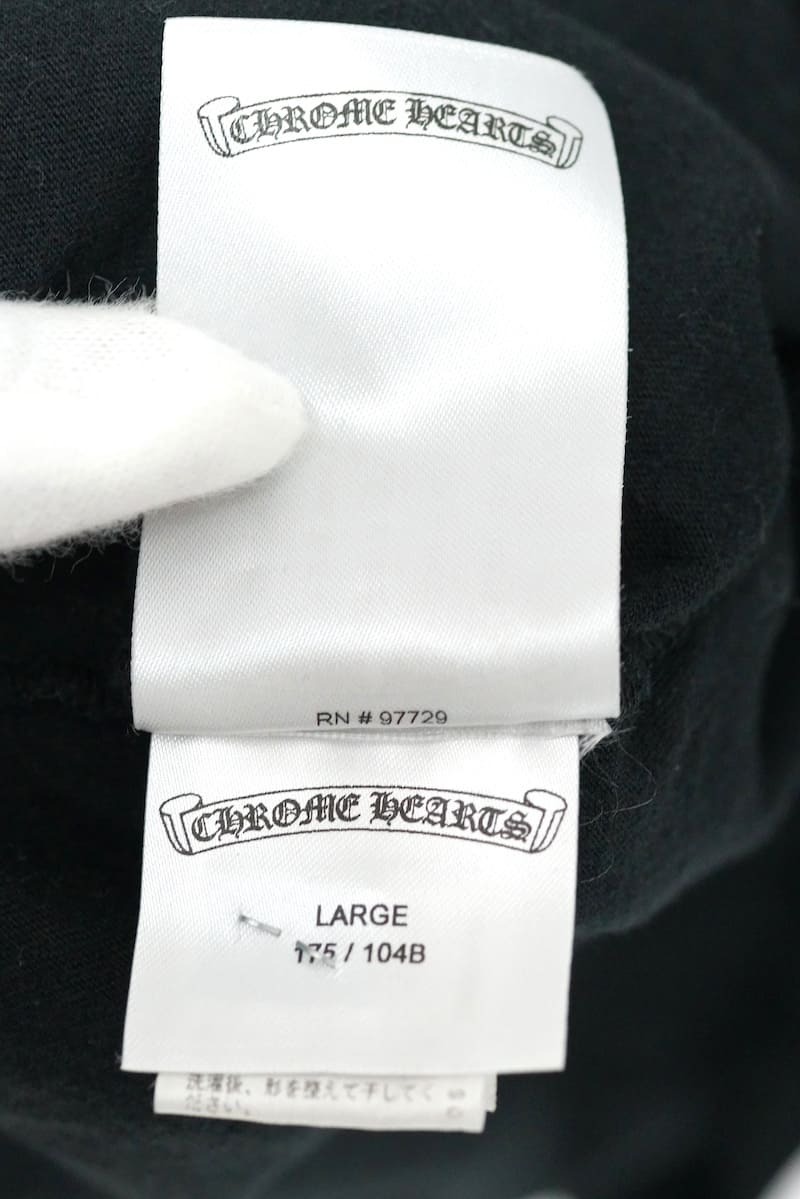 CHROME HEARTS
RN # 97729
CHROME HEARTS
LARGE
175 / 104B
洗濯後、形を整えて干してく
ださい。